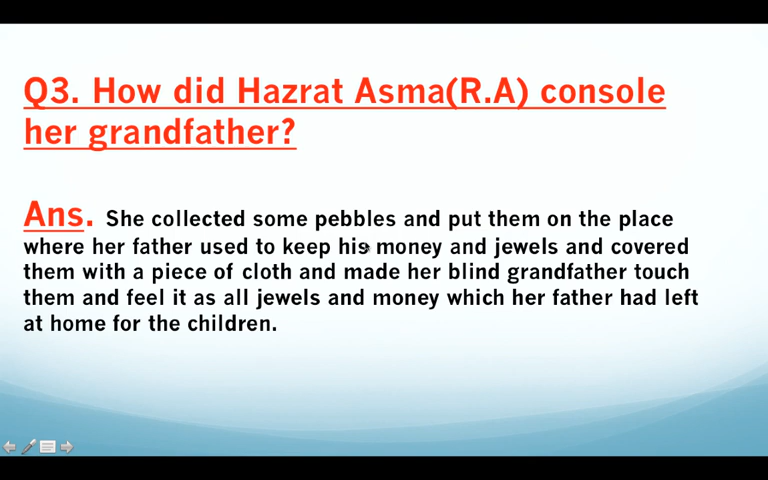 Q3. How did Hazrat Asma(R.A) console
her grandfather?
Ans. She collected some pebbles and put them on the place
where her father used to keep his money and jewels and covered
them with a piece of cloth and made her blind grandfather touch
them and feel it as all jewels and money which her father had left
at home for the children.